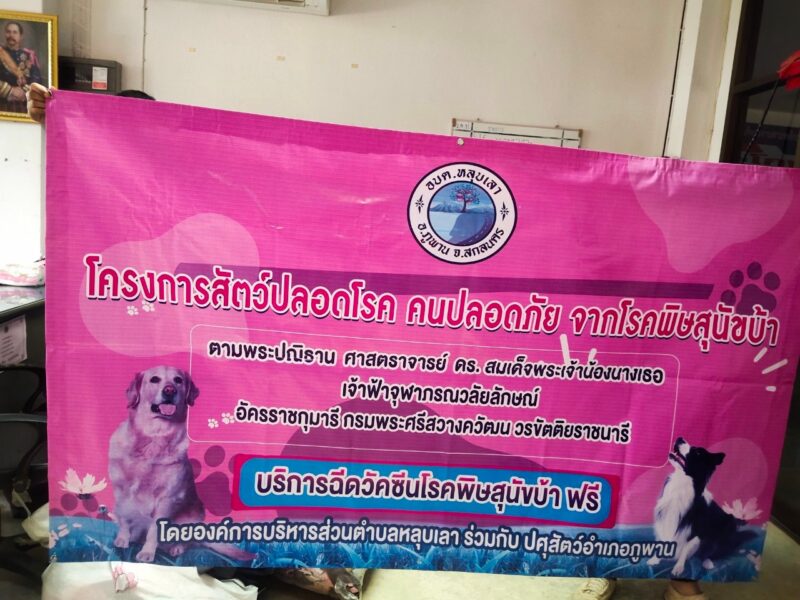 อบต.หลุบเลา
อ.ภูพาน จ.สกลนคร
โครงการสัตว์ปลอดโรค คนปลอดภัย จากโรคพิษสุนัขบ้า
ตามพระปณิธาน ศาสตราจารย์ ดร. สมเด็จพระเจ้าน้องนางเธอ
เจ้าฟ้าจุฬาภรณวลัยลักษณ์
อัครราชกุมารี กรมพระศรีสวางควัฒน วรขัตติยราชนารี
บริการฉีดวัคซีนโรคพิษสุนัขบ้า ฟรี
โดยองค์การบริหารส่วนตำบลหลุบเลา ร่วมกับ ปศุสัตว์อำเภอภูพาน